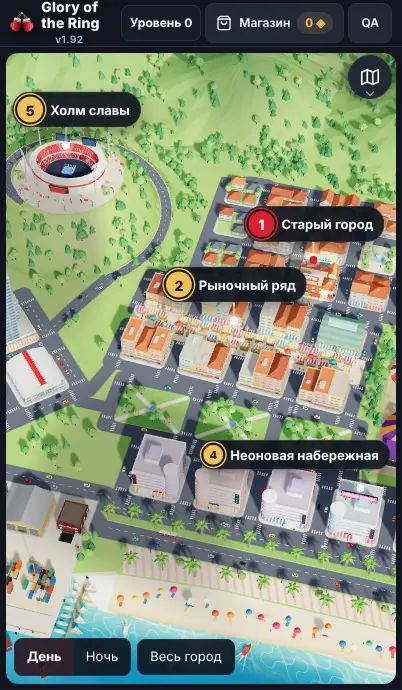 Glory of
the Ring
v1.92
Уровень 0
Магазин
0
QA
5
Холм славы
1
Старый город
2
Рыночный ряд
4
Неоновая набережная
День
Ночь
Весь город